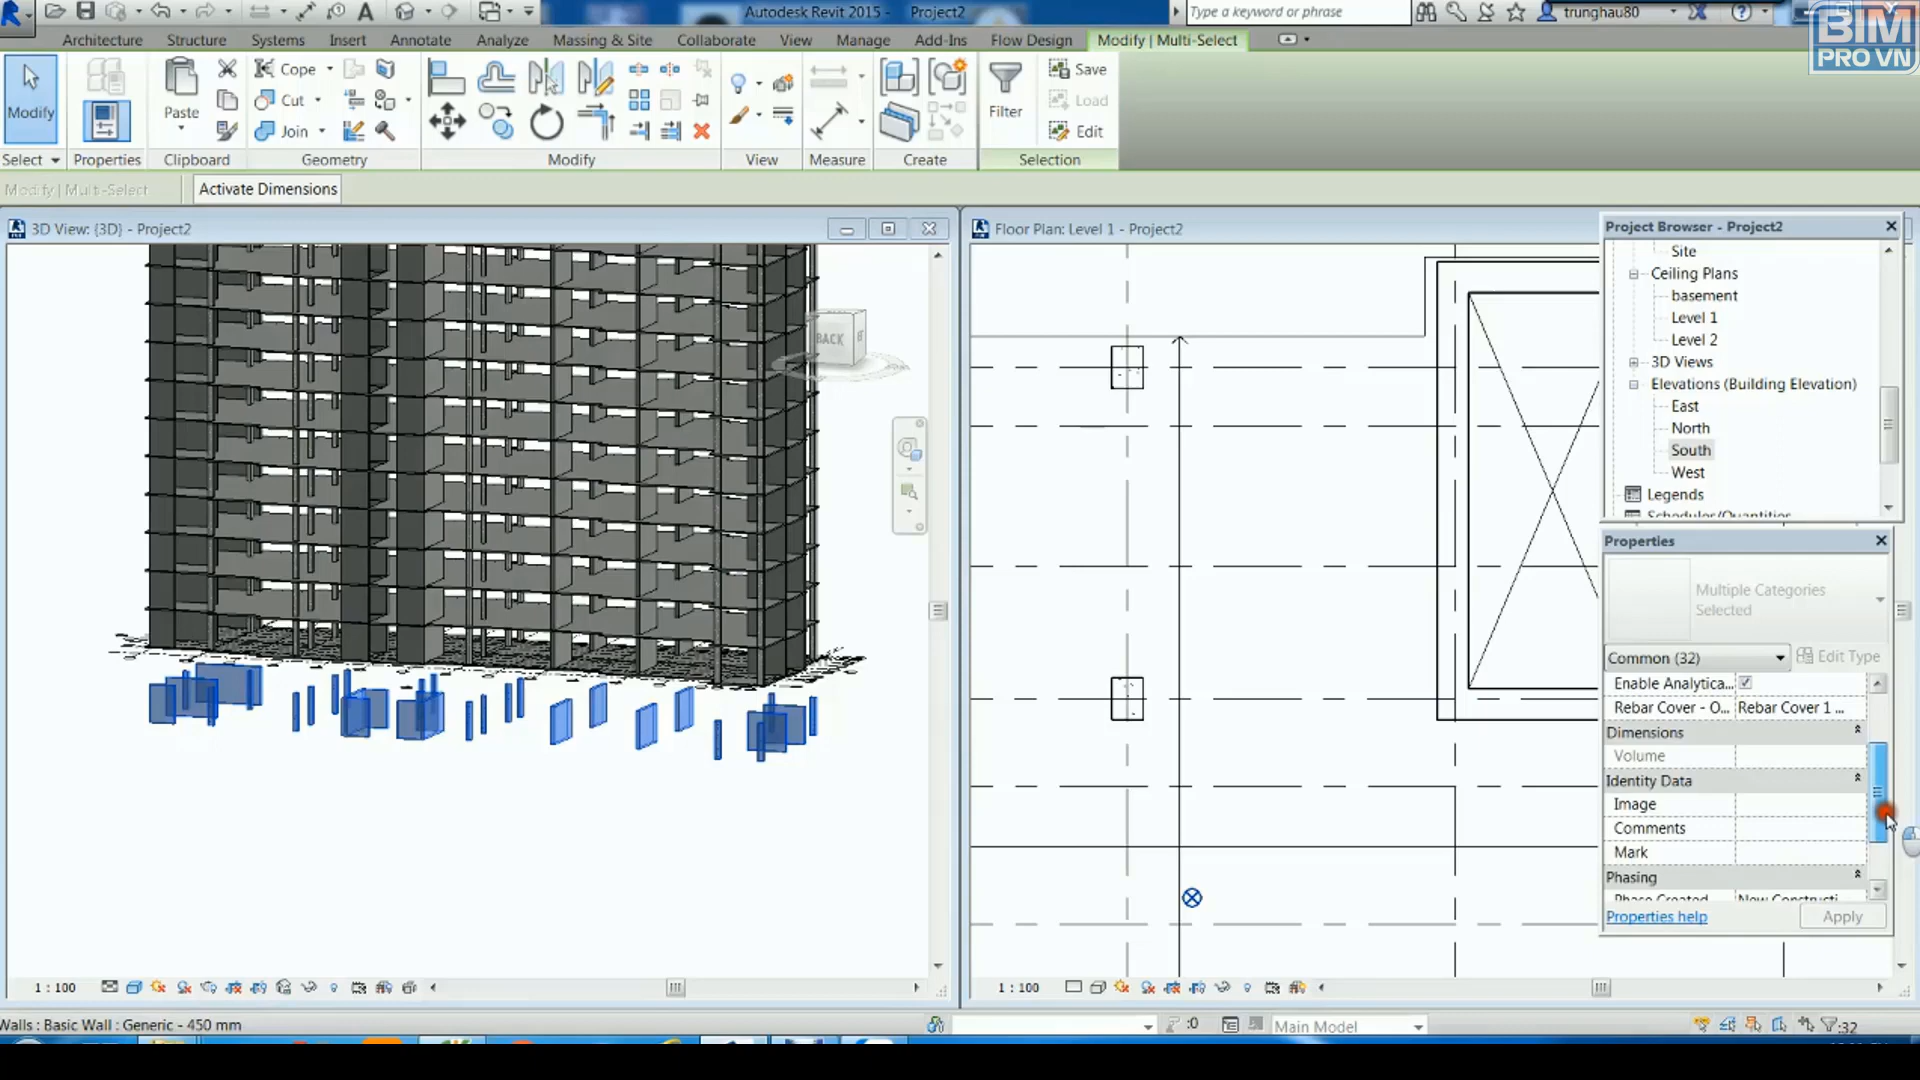 Autodesk Revit 2015 - Project2
Type a keyword or phrase
trunghau80
BIM
PRO VN
Architecture Structure Systems Insert Annotate Analyze Massing & Site Collaborate View Manage Add-Ins Flow Design Modify | Multi-Select
Modify
Paste
Cope
Cut
Join
Filter
Save
Load
Edit
Select Properties Clipboard Geometry Modify View Measure Create Selection
Modify | Multi-Select
Activate Dimensions
3D View: {3D} - Project2
BACK
Floor Plan: Level 1 - Project2
Project Browser - Project2
Site
Ceiling Plans
basement
Level 1
Level 2
3D Views
Elevations (Building Elevation)
East
North
South
West
Legends
Schedules/Quantities
Properties
Multiple Categories
Selected
Common (32)
Edit Type
Enable Analytica...
Rebar Cover - O... Rebar Cover 1 ...
Dimensions
Volume
Identity Data
Image
Comments
Mark
Phasing
Phase Created New Constructi...
Properties help
Apply
1 : 100
1 : 100
Walls : Basic Wall : Generic - 450 mm
:0
Main Model
:32